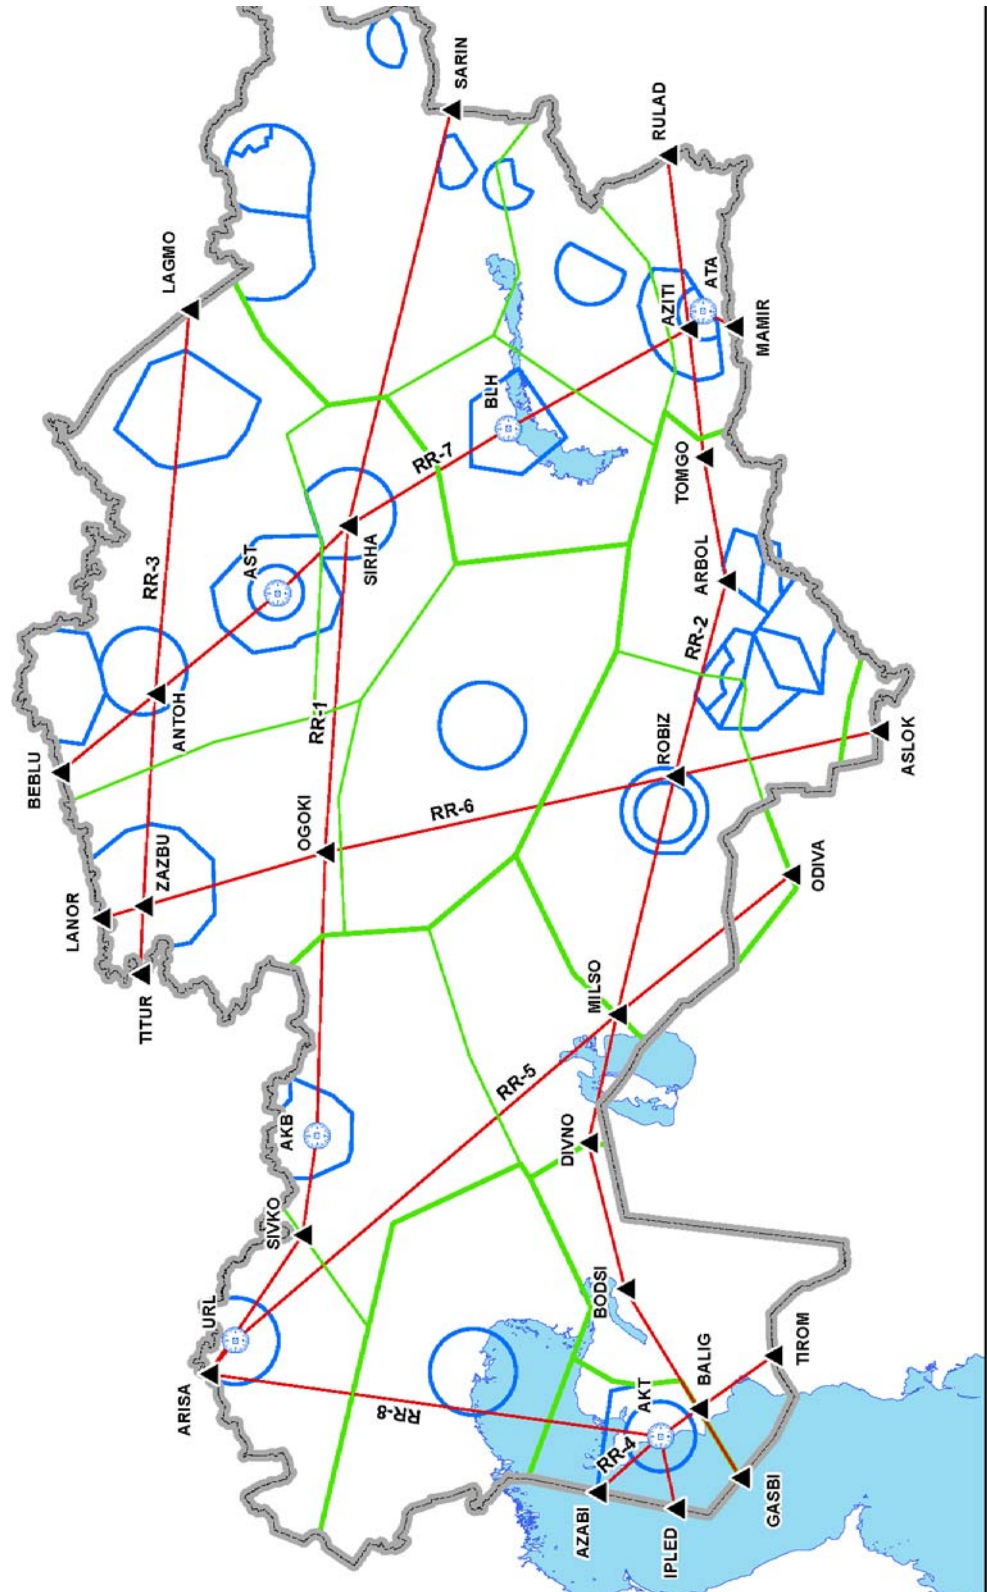 SARIN
RULAD
LAGMO
ATA
AZITI
MAMIR
BLH
RR-7
TOMGO
AST
SIRHA
RR-3
ARBOL
RR-2
ANTOH
BEBLU
RR-1
ROBIZ
ASLOK
OGOKI
RR-6
ZAZBU
LANOR
ODIVA
TITUR
MILSO
RR-5
AKB
DIVNO
SIVKO
URL
BODSI
ARISA
TIROM
BALIG
AKT
RR-8
RR-4
GASBI
AZABI
IPLED